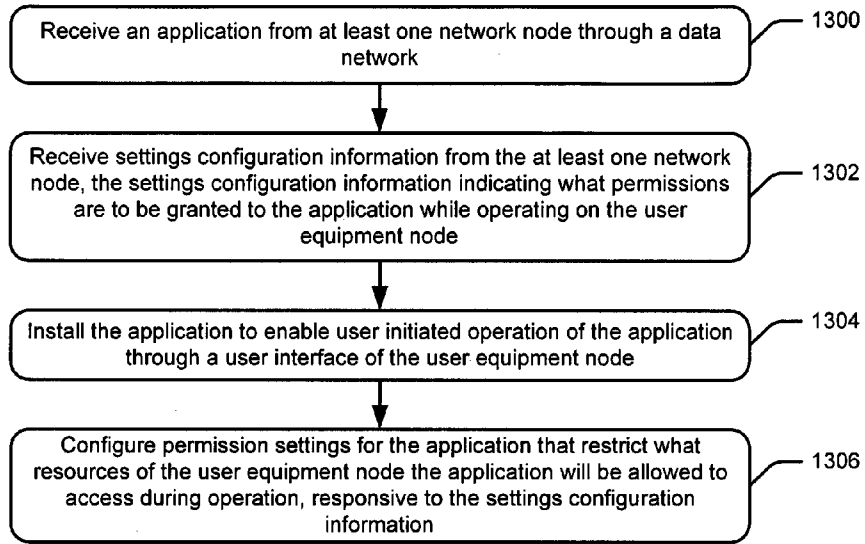 Receive an application from at least one network node through a data
network
1300
Receive settings configuration information from the at least one network
node, the settings configuration information indicating what permissions
are to be granted to the application while operating on the user
equipment node
1302
Install the application to enable user initiated operation of the application
through a user interface of the user equipment node
1304
Configure permission settings for the application that restrict what
resources of the user equipment node the application will be allowed to
access during operation, responsive to the settings configuration
information
1306